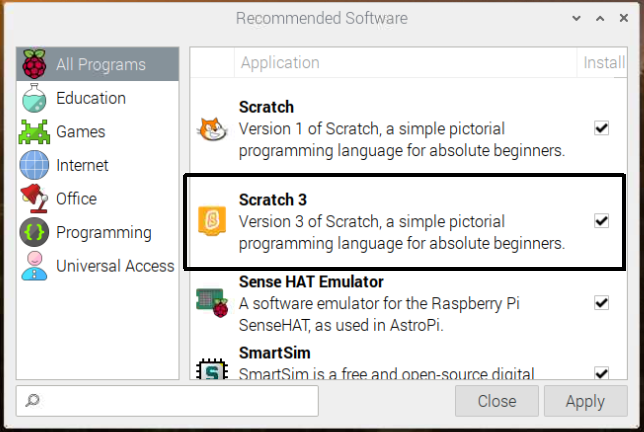 Recommended Software
Application
Install
All Programs
Education
Games
Internet
Office
Programming
Universal Access
Scratch
Version 1 of Scratch, a simple pictorial
programming language for absolute beginners.
Scratch 3
Version 3 of Scratch, a simple pictorial
programming language for absolute beginners.
Sense HAT Emulator
A software emulator for the Raspberry Pi
SenseHAT, as used in AstroPi.
SmartSim
SmartSim is a free and open-source digital
Close
Apply